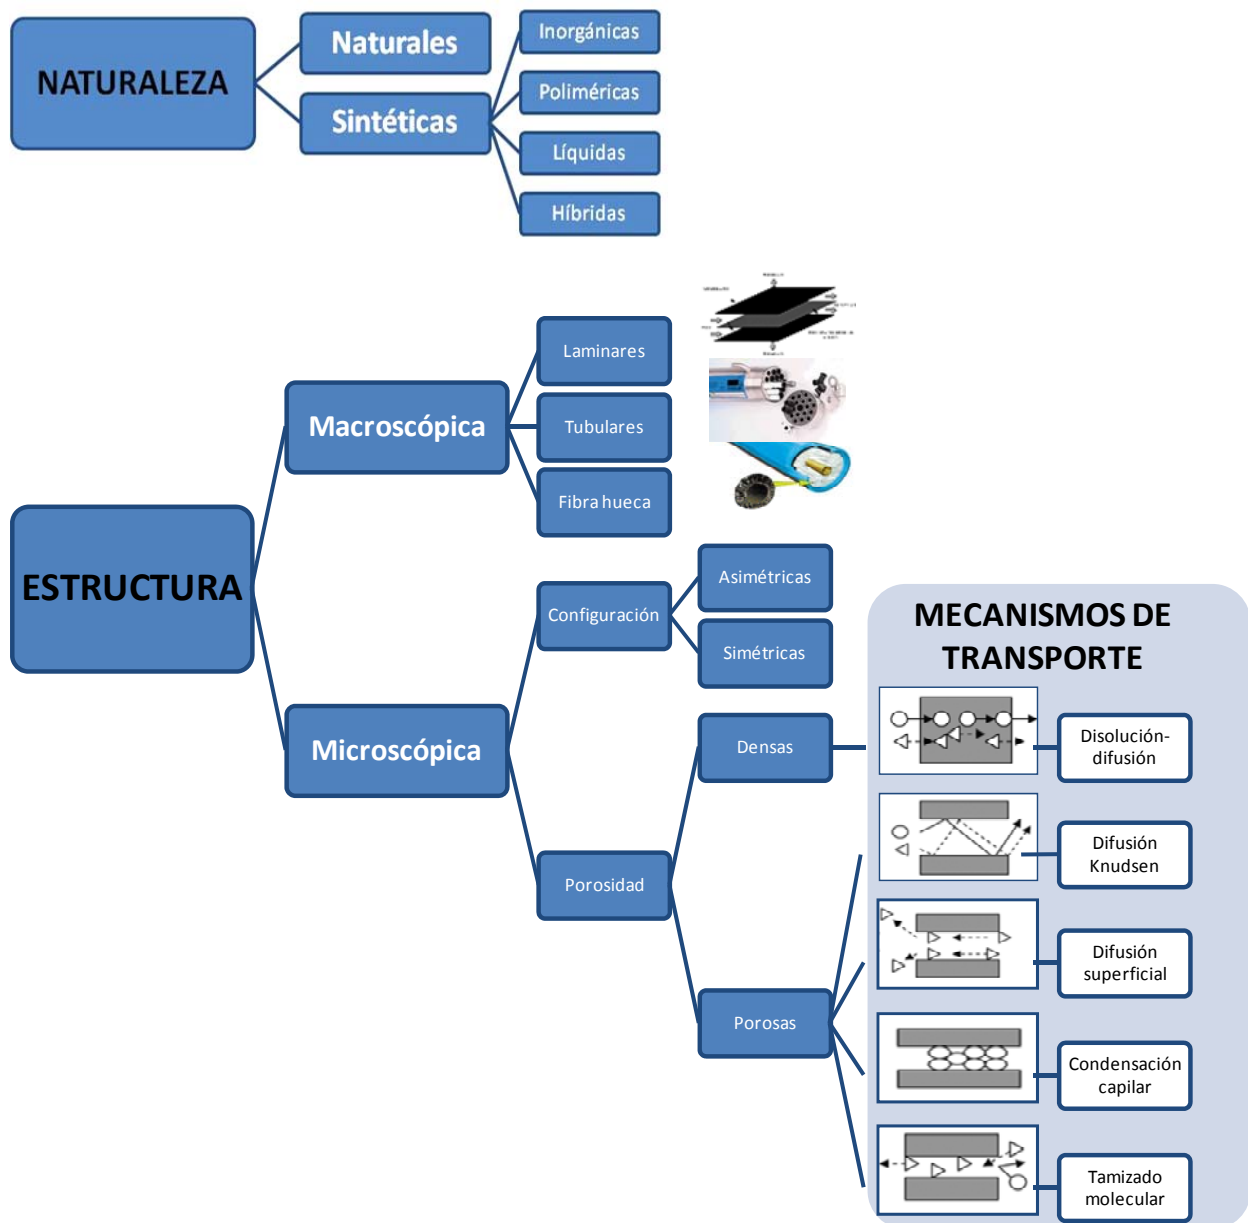 NATURALEZA
Naturales
Sintéticas
Inorgánicas
Poliméricas
Líquidas
Híbridas
ESTRUCTURA
Macroscópica
Laminares
Tubulares
Fibra hueca
Microscópica
Configuración
Asimétricas
Simétricas
Porosidad
Densas
Porosas
MECANISMOS DE
TRANSPORTE
Disolución-
difusión
Difusión
Knudsen
Difusión
superficial
Condensación
capilar
Tamizado
molecular